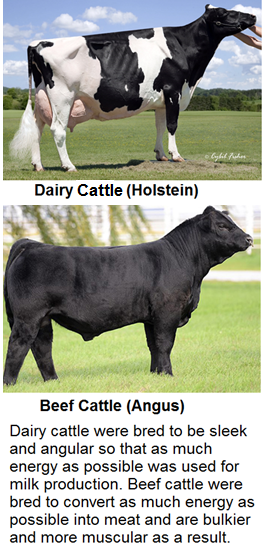 Dairy Cattle (Holstein)
Beef Cattle (Angus)
Dairy cattle were bred to be sleek
and angular so that as much
energy as possible was used for
milk production. Beef cattle were
bred to convert as much energy as
possible into meat and are bulkier
and more muscular as a result.